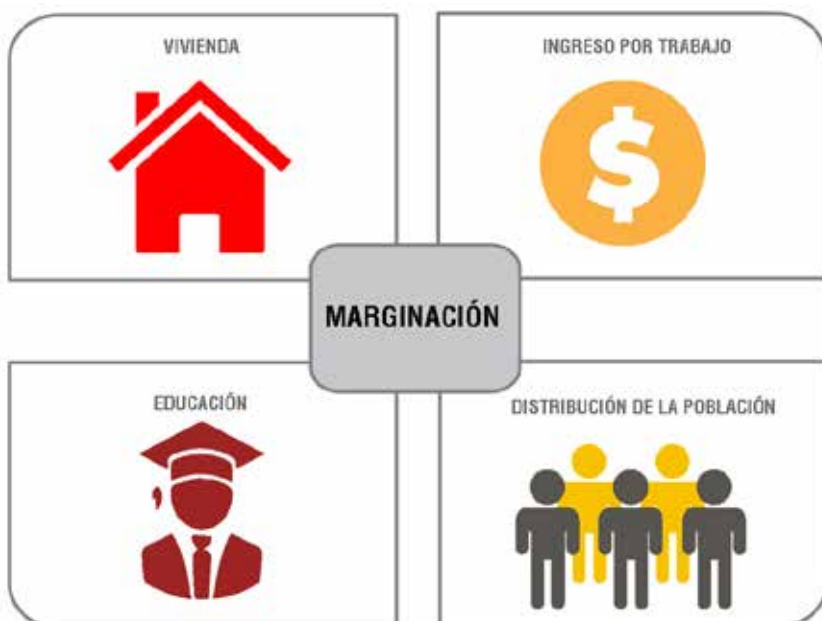 VIVIENDA
INGRESO POR TRABAJO
$
MARGINACIÓN
EDUCACIÓN
DISTRIBUCIÓN DE LA POBLACIÓN